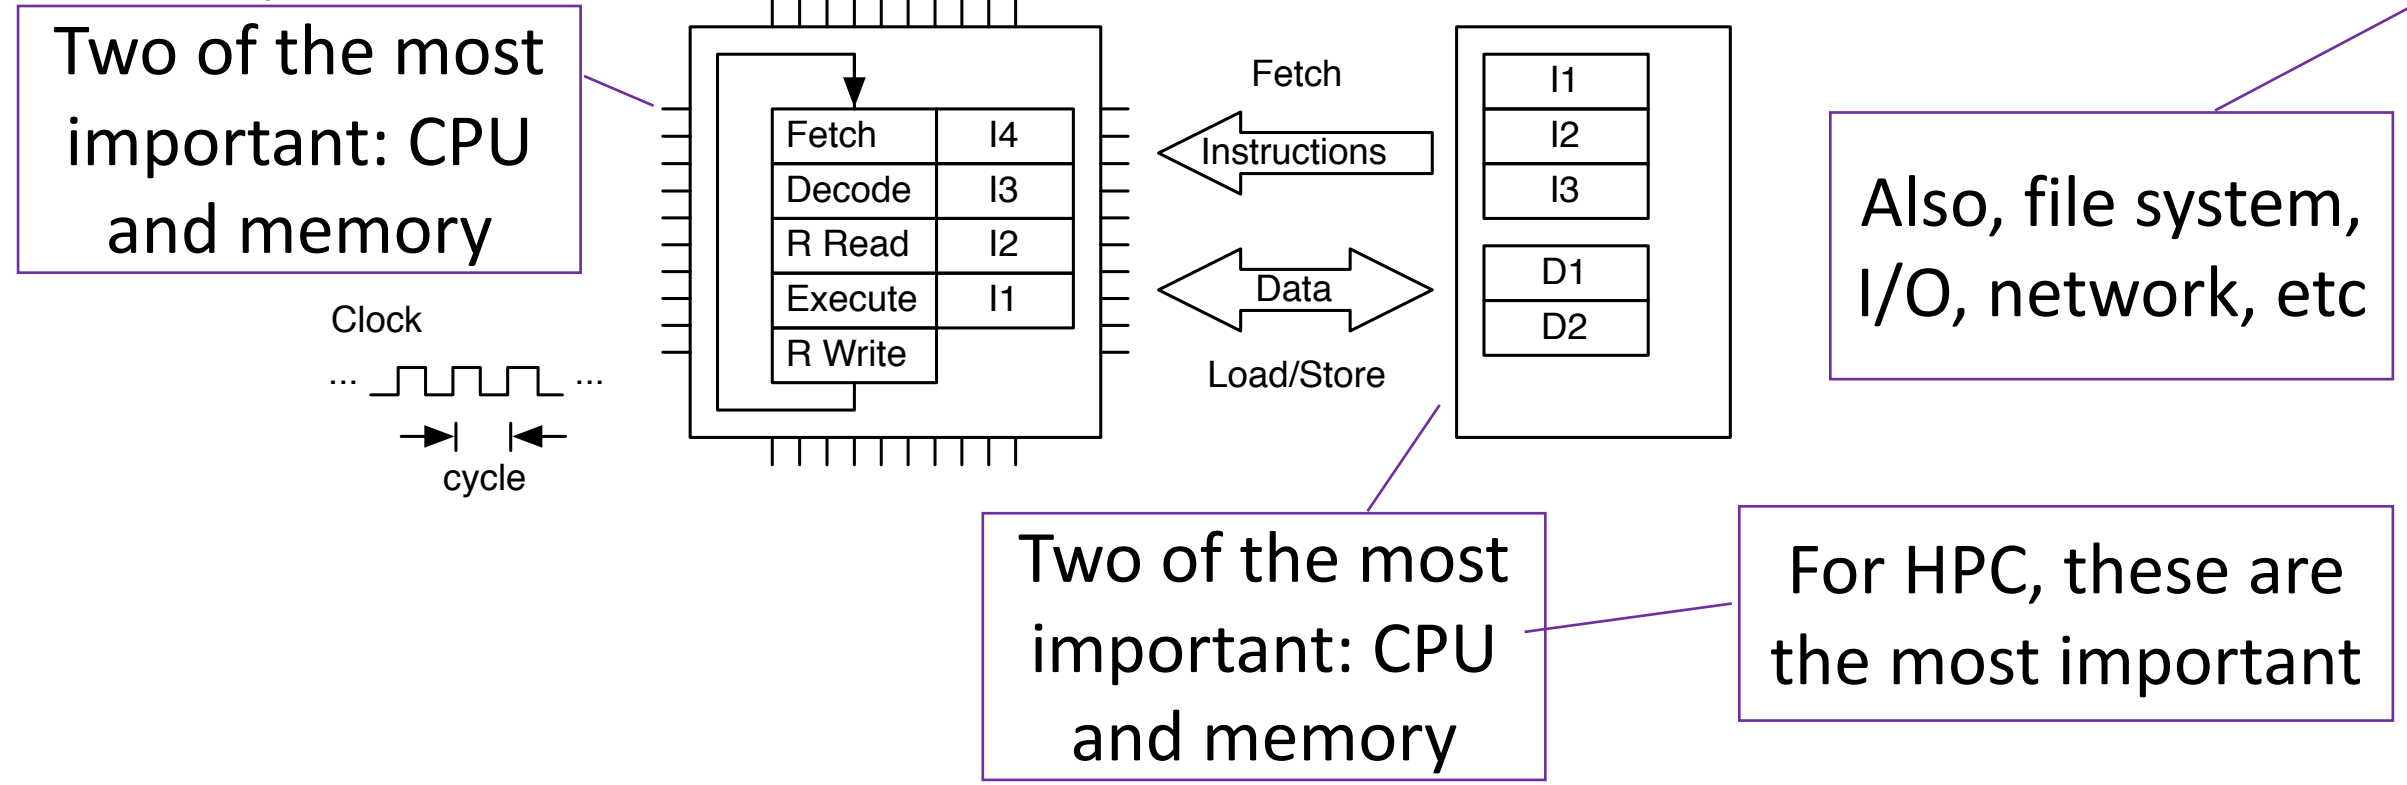 Two of the most
important: CPU
and memory
Clock
... ...
cycle
Fetch I4
Decode I3
R Read I2
Execute I1
R Write
Fetch
Instructions
Data
Load/Store
I1
I2
I3
D1
D2
Also, file system,
I/O, network, etc
Two of the most
important: CPU
and memory
For HPC, these are
the most important